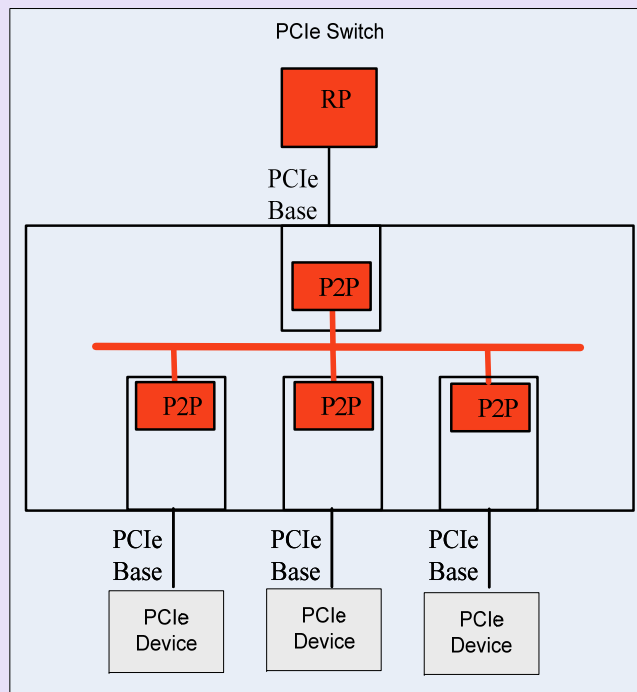 PCIe Switch
RP
PCIe
Base
P2P
P2P
P2P
P2P
PCIe
Base
PCIe
Base
PCIe
Base
PCIe
Device
PCIe
Device
PCIe
Device